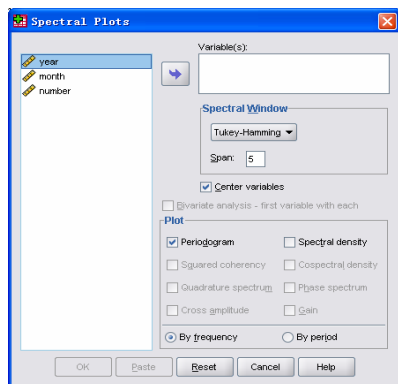 Spectral Plots
year
month
number
Variable(s):
Spectral Window
Tukey-Hamming
Span: 5
Center variables
Bivariate analysis - first variable with each
Plot
Periodogram Spectral density
Squared coherency Cospectral density
Quadrature spectrum Phase spectrum
Cross amplitude Gain
By frequency By period
OK Paste Reset Cancel Help